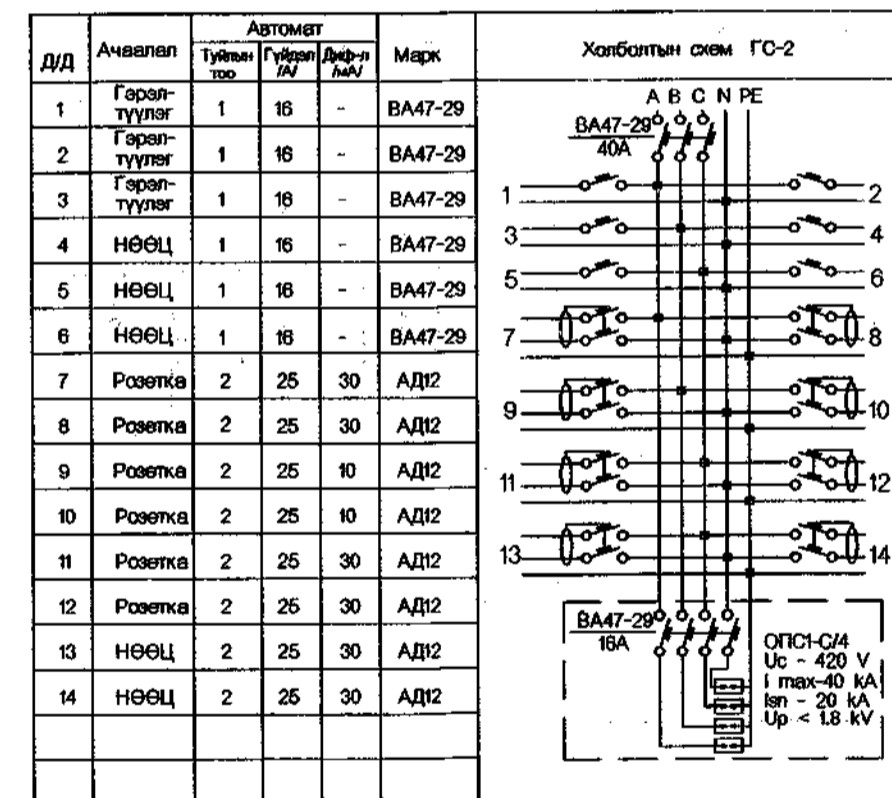 Д/Д Ачаалал Автомат Марк Холболтын схем ГС-2
Туйлын тоо Гүйдэл /А/ Диф-л /мА/
1 Гэрэл-түүлэг 1 16 - ВА47-29
2 Гэрэл-түүлэг 1 16 - ВА47-29
3 Гэрэл-түүлэг 1 16 - ВА47-29
4 НӨӨЦ 1 16 - ВА47-29
5 НӨӨЦ 1 16 - ВА47-29
6 НӨӨЦ 1 16 - ВА47-29
7 Розетка 2 25 30 АД12
8 Розетка 2 25 30 АД12
9 Розетка 2 25 10 АД12
10 Розетка 2 25 10 АД12
11 Розетка 2 25 30 АД12
12 Розетка 2 25 30 АД12
13 НӨӨЦ 2 25 30 АД12
14 НӨӨЦ 2 25 30 АД12
A B C N PE
ВА47-29
40А
1 2
3 4
5 6
7 8
9 10
11 12
13 14
ВА47-29
16А
ОПС1-С/4
Uc - 420 V
I max-40 kA
Isn - 20 kA
Up < 1.8 kV